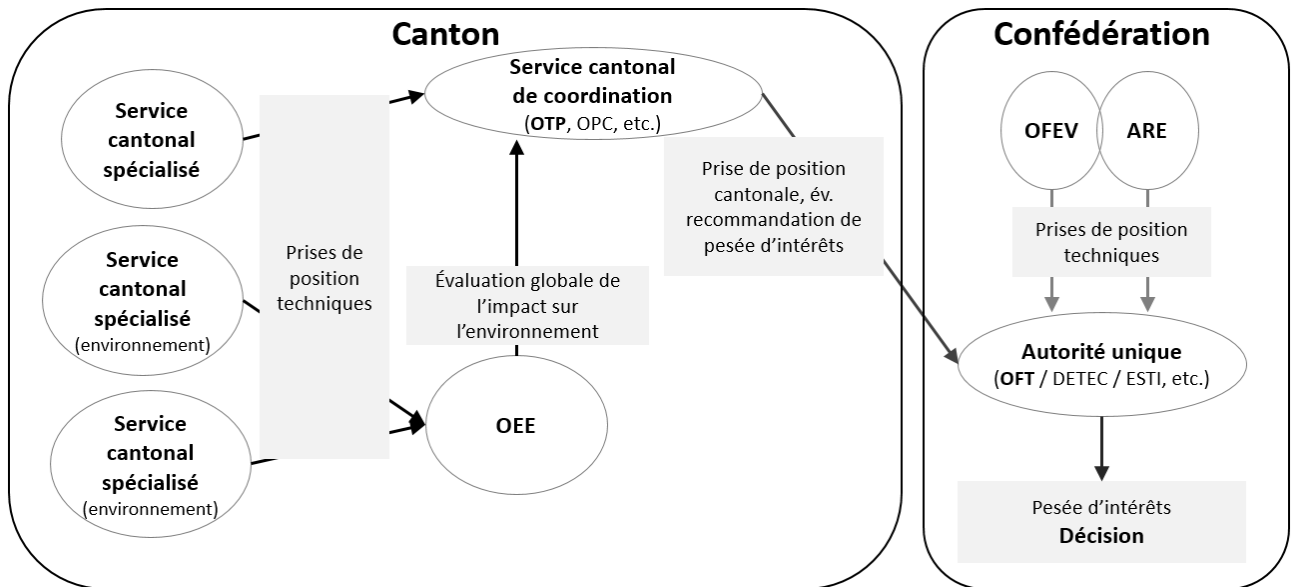 Canton
Service
cantonal
spécialisé
Service
cantonal
spécialisé
(environnement)
Service
cantonal
spécialisé
(environnement)
Prises de
position
techniques
Service cantonal
de coordination
(OTP, OPC, etc.)
Évaluation globale de
l’impact sur
l’environnement
OEE
Prise de position
cantonale, év.
recommandation de
pesée d’intérêts
Confédération
OFEV
ARE
Prises de position
techniques
Autorité unique
(OFT / DETEC / ESTI, etc.)
Pesée d’intérêts
Décision